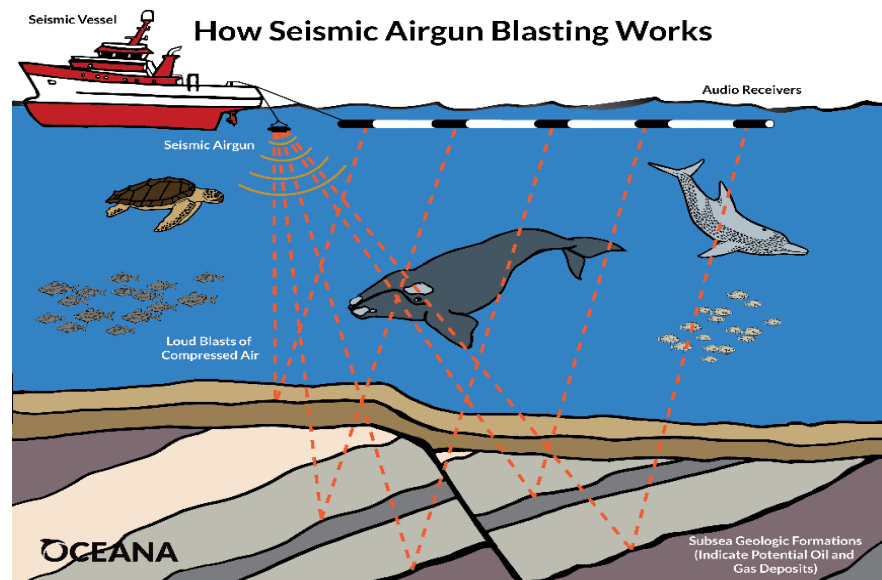 Seismic Vessel
How Seismic Airgun Blasting Works
Audio Receivers
Seismic Airgun
Loud Blasts of
Compressed Air
OCEANA
Subsea Geologic Formations
(Indicate Potential Oil and
Gas Deposits)